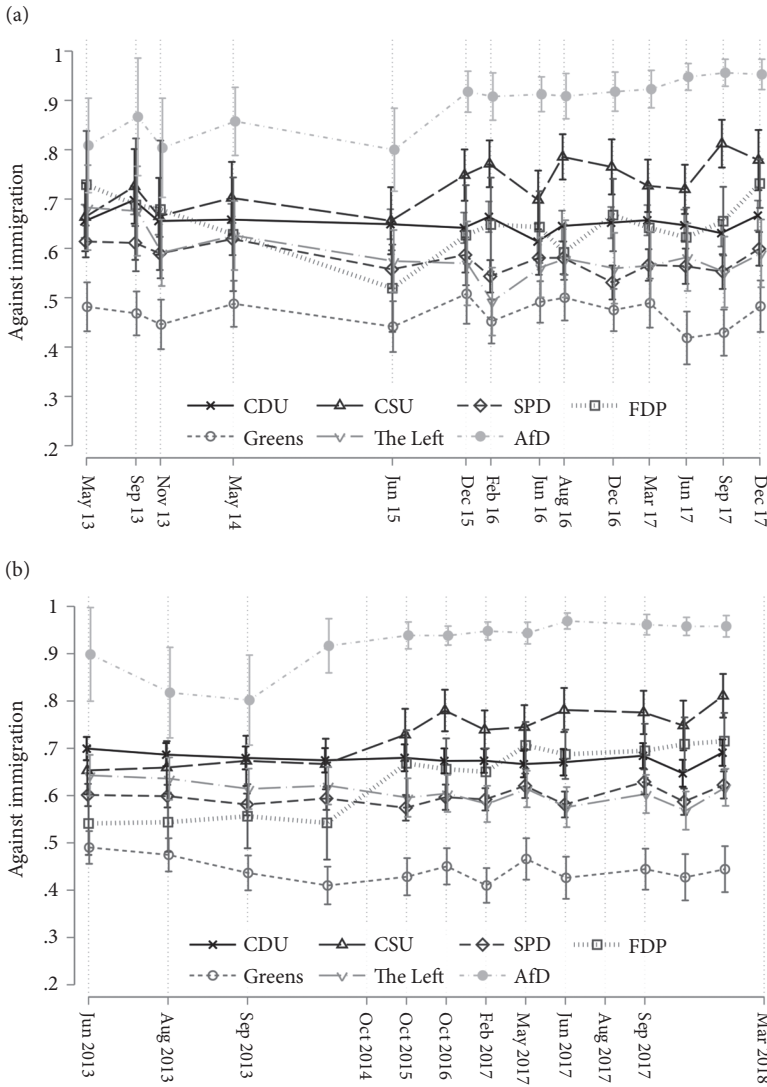 (a)
Against immigration
1
.9
.8
.7
.6
.5
.4
.3
.2
CDU CSU SPD FDP
Greens The Left AfD
May 13
Sep 13
Nov 13
May 14
Jun 15
Dec 15
Feb 16
Jun 16
Aug 16
Dec 16
Mar 17
Jun 17
Sep 17
Dec 17
(b)
Against immigration
1
.9
.8
.7
.6
.5
.4
.3
.2
CDU CSU SPD FDP
Greens The Left AfD
Jun 2013
Aug 2013
Sep 2013
Oct 2014
Oct 2015
Oct 2016
Feb 2017
May 2017
Jun 2017
Aug 2017
Sep 2017
Mar 2018